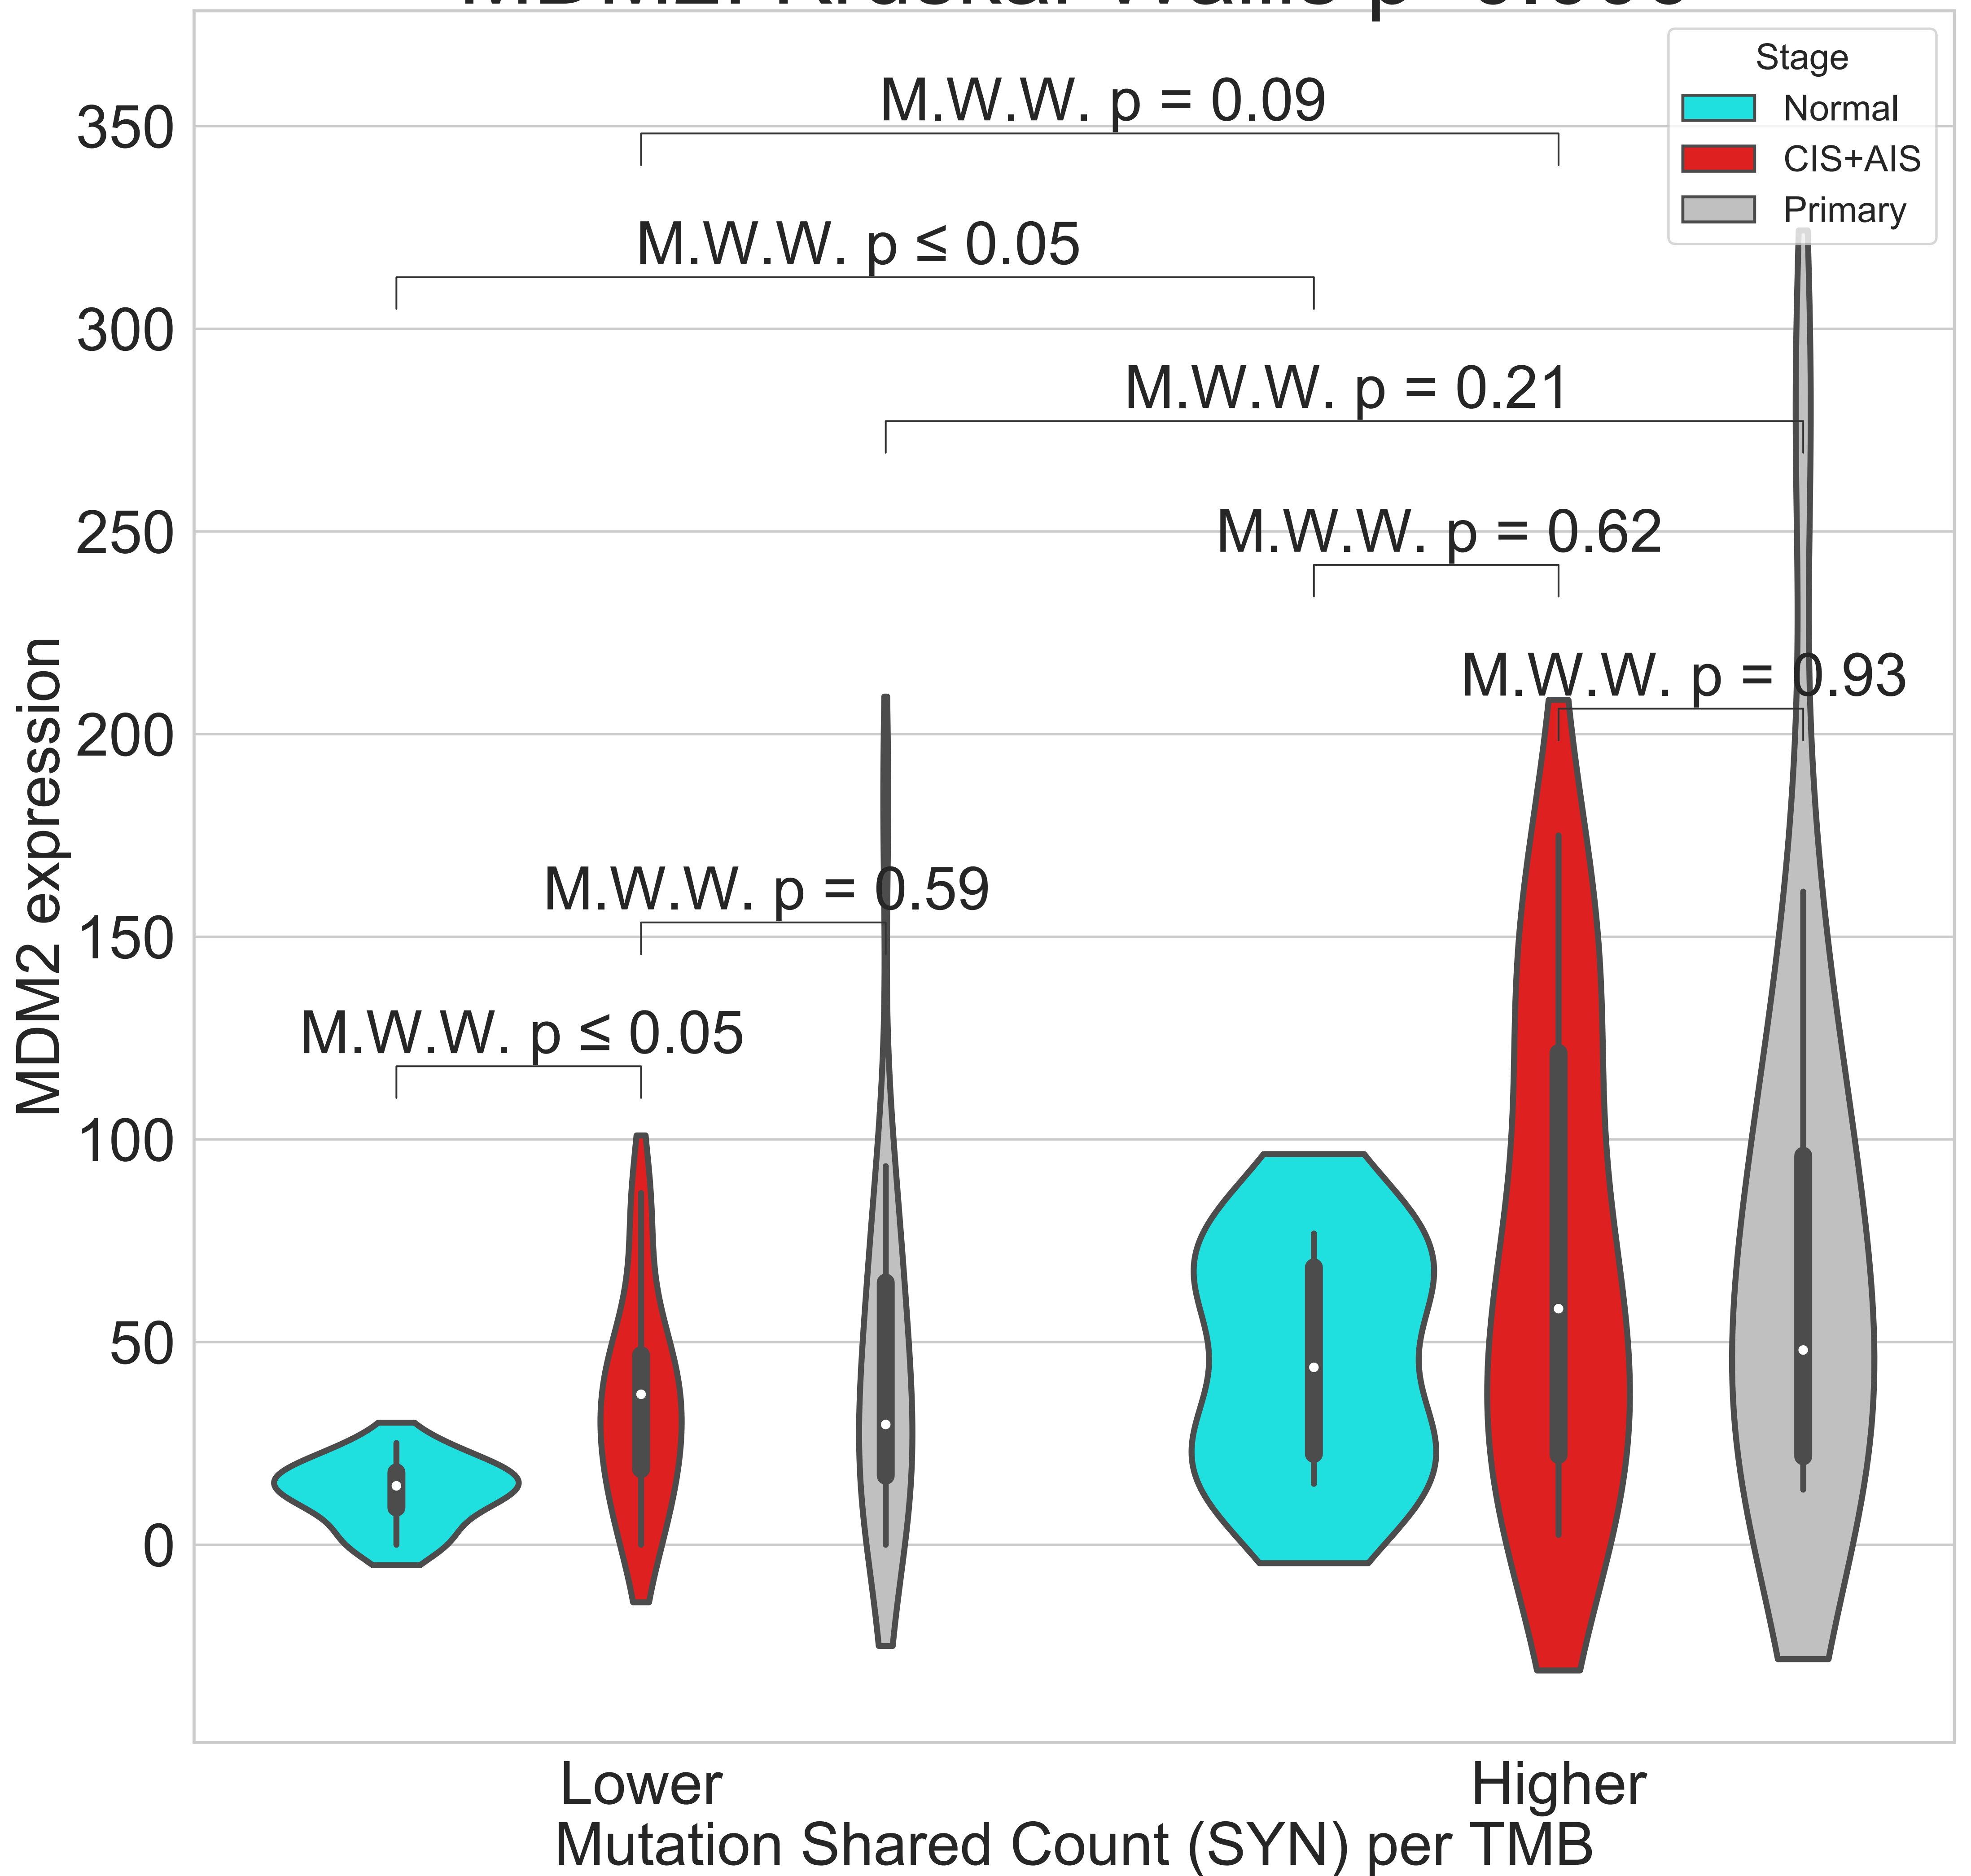 Stage
Normal
CIS+AIS
Primary
M.W.W. p = 0.09
M.W.W. p ≤ 0.05
M.W.W. p = 0.21
M.W.W. p = 0.62
M.W.W. p = 0.93
M.W.W. p = 0.59
M.W.W. p ≤ 0.05
350
300
250
200
150
100
50
0
MDM2 expression
Lower
Higher
Mutation Shared Count (SYN) per TMB